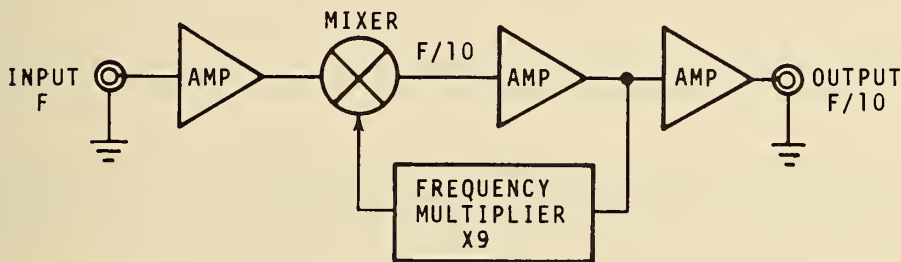 MIXER
INPUT
F
AMP
F/10
AMP
AMP
OUTPUT
F/10
FREQUENCY
MULTIPLIER
X9